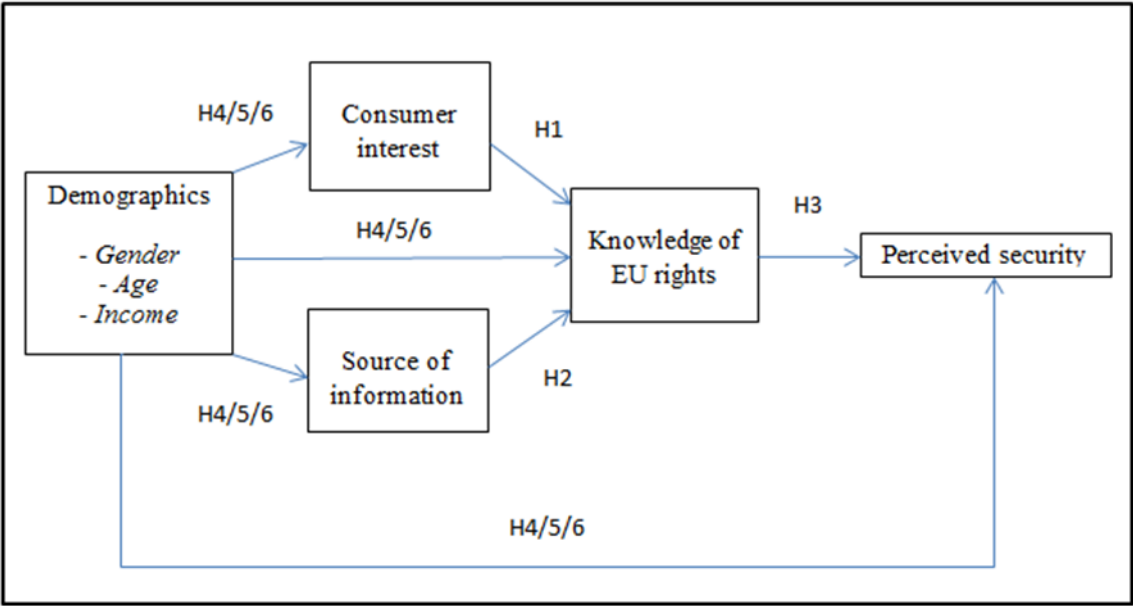 H4/5/6
Consumer
interest
H1
Demographics
- Gender
- Age
- Income
H4/5/6
Knowledge of
EU rights
H3
Perceived security
Source of
information
H2
H4/5/6
H4/5/6